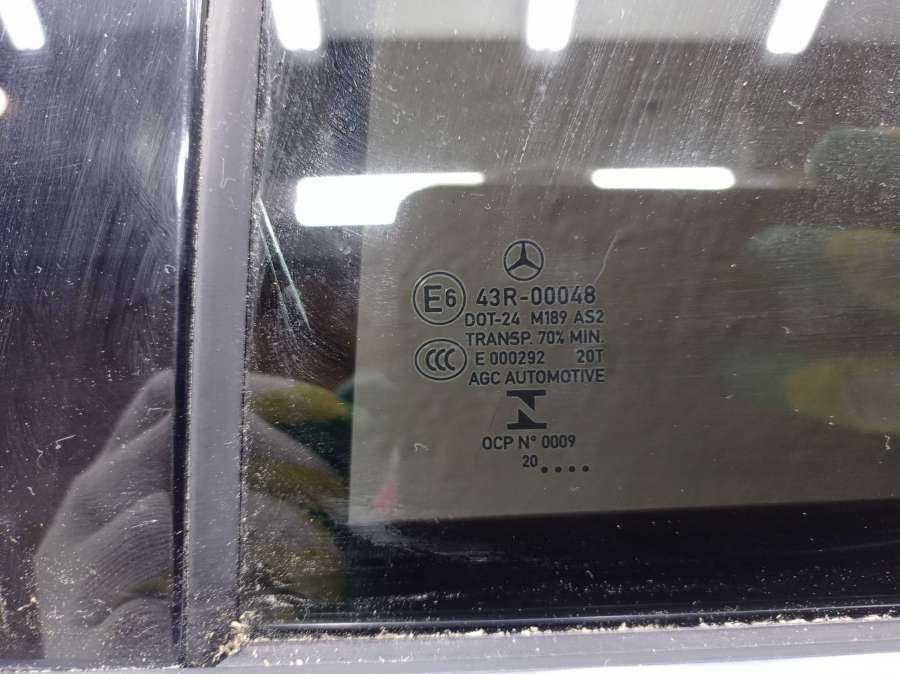 E6 43R-00048
DOT-24 M189 AS2
TRANSP. 70% MIN.
CCC E 000292 20T
AGC AUTOMOTIVE
N
OCP N° 0009
20....